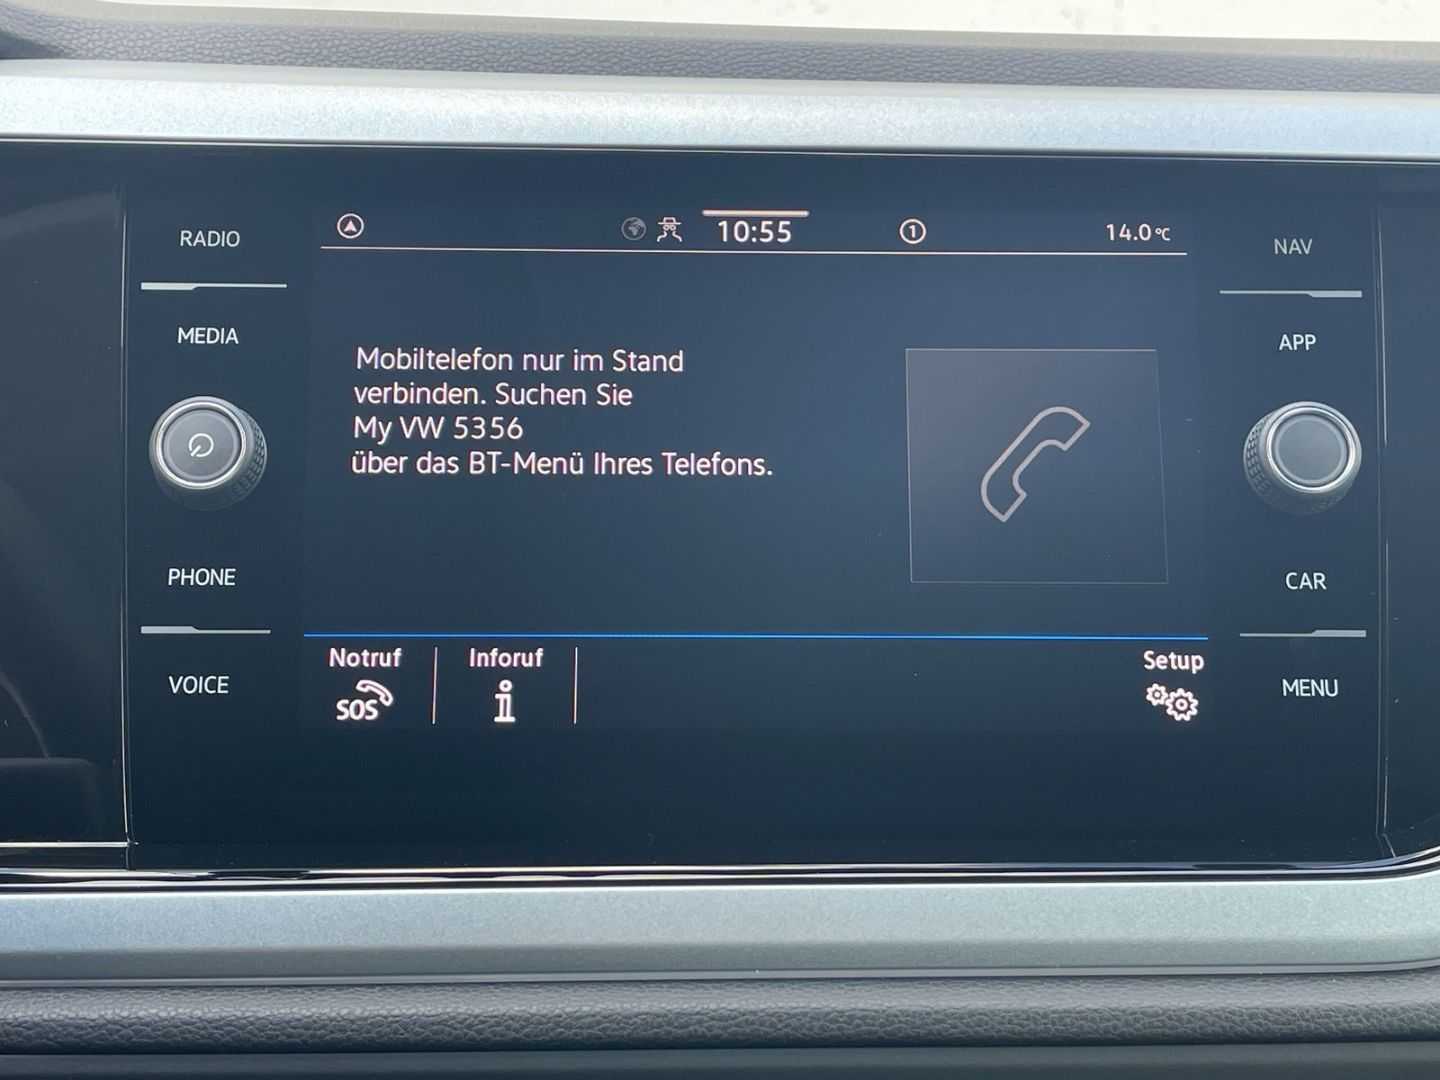 RADIO
MEDIA
PHONE
VOICE
10:55
1
14.0°C
Mobiltelefon nur im Stand
verbinden. Suchen Sie
My VW 5356
über das BT-Menü Ihres Telefons.
Notruf
SOS
Inforuf
i
Setup
NAV
APP
CAR
MENU